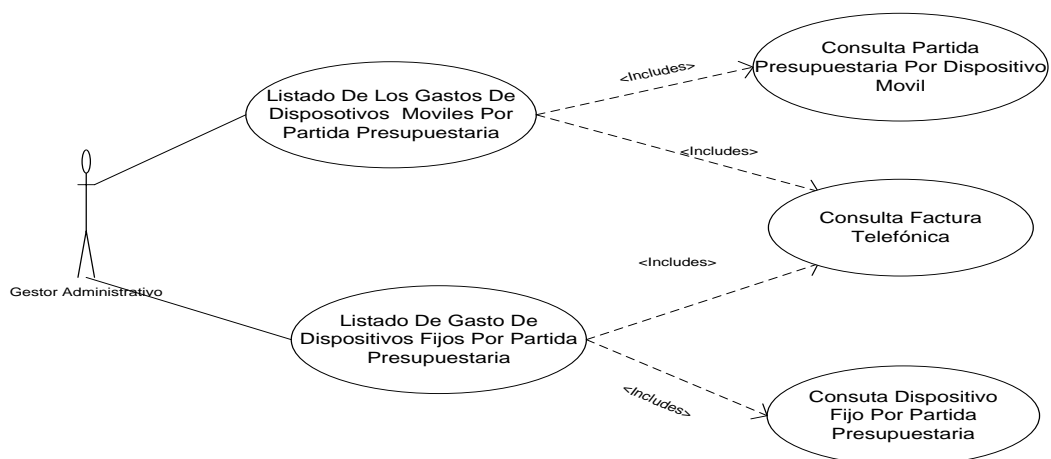 Consulta Partida
Presupuestaria Por Dispositivo
Movil
<Includes>
Listado De Los Gastos De
Disposotivos Moviles Por
Partida Presupuestaria
<Includes>
Consulta Factura
Telefónica
<Includes>
Gestor Administrativo
Listado De Gasto De
Dispositivos Fijos Por Partida
Presupuestaria
<Includes>
Consuta Dispositivo
Fijo Por Partida
Presupuestaria